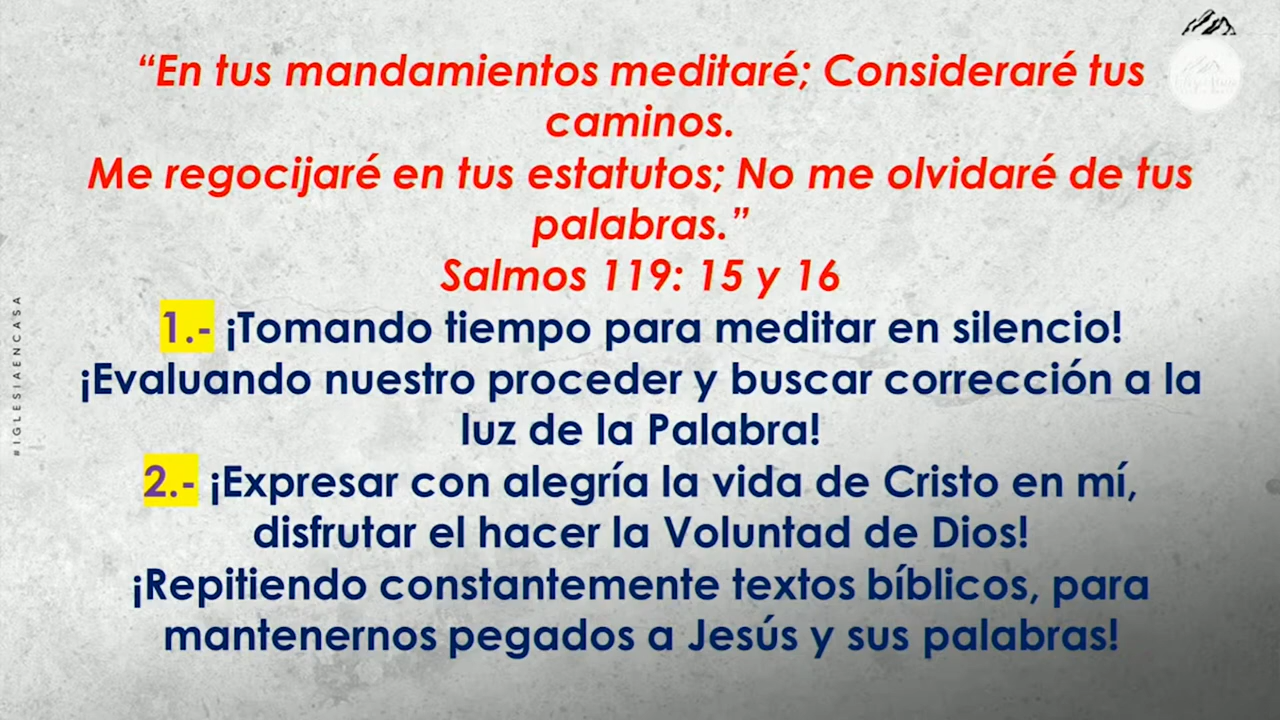 “En tus mandamientos meditaré; Consideraré tus
caminos.
Me regocijaré en tus estatutos; No me olvidaré de tus
palabras.”
Salmos 119: 15 y 16
1.- ¡Tomando tiempo para meditar en silencio!
¡Evaluando nuestro proceder y buscar corrección a la
luz de la Palabra!
2.- ¡Expresar con alegría la vida de Cristo en mí,
disfrutar el hacer la Voluntad de Dios!
¡Repitiendo constantemente textos bíblicos, para
mantenernos pegados a Jesús y sus palabras!
#IGLESIAENCASA